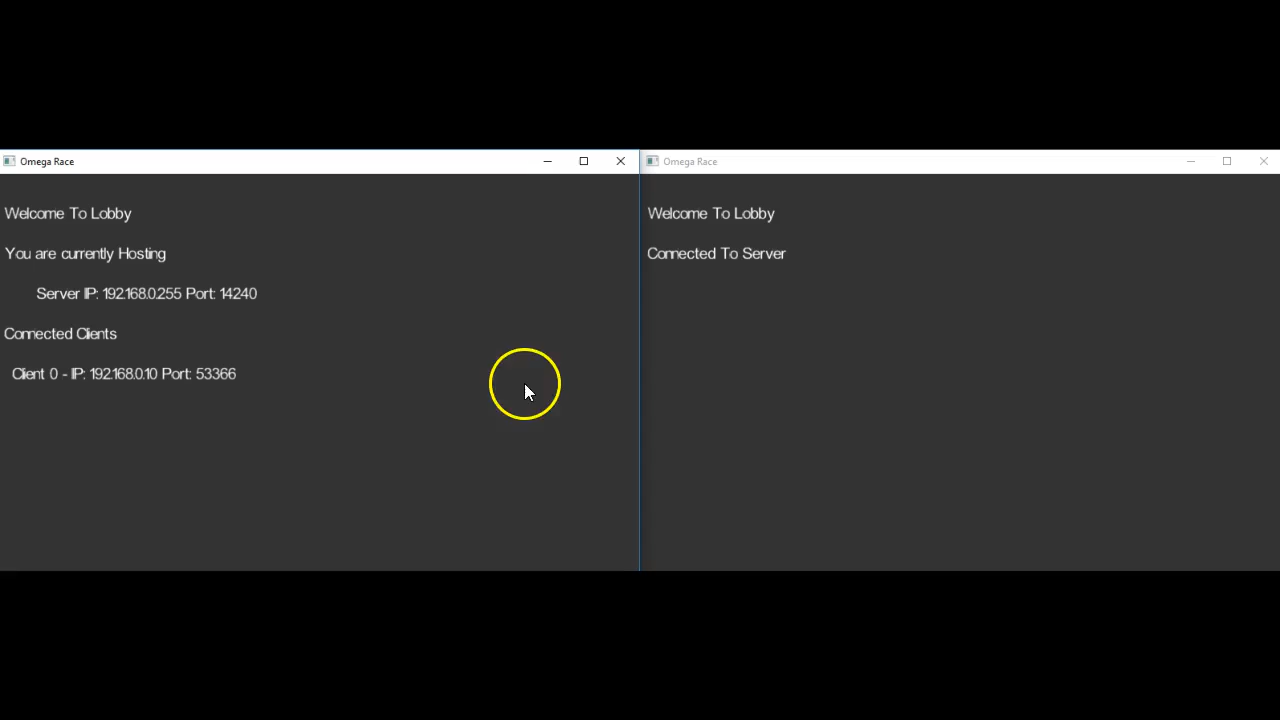 Omega Race
Welcome To Lobby
You are currently Hosting
Server IP: 192.168.0.255 Port: 14240
Connected Clients
Client 0 - IP: 192.168.0.10 Port: 53366
Omega Race
Welcome To Lobby
Connected To Server